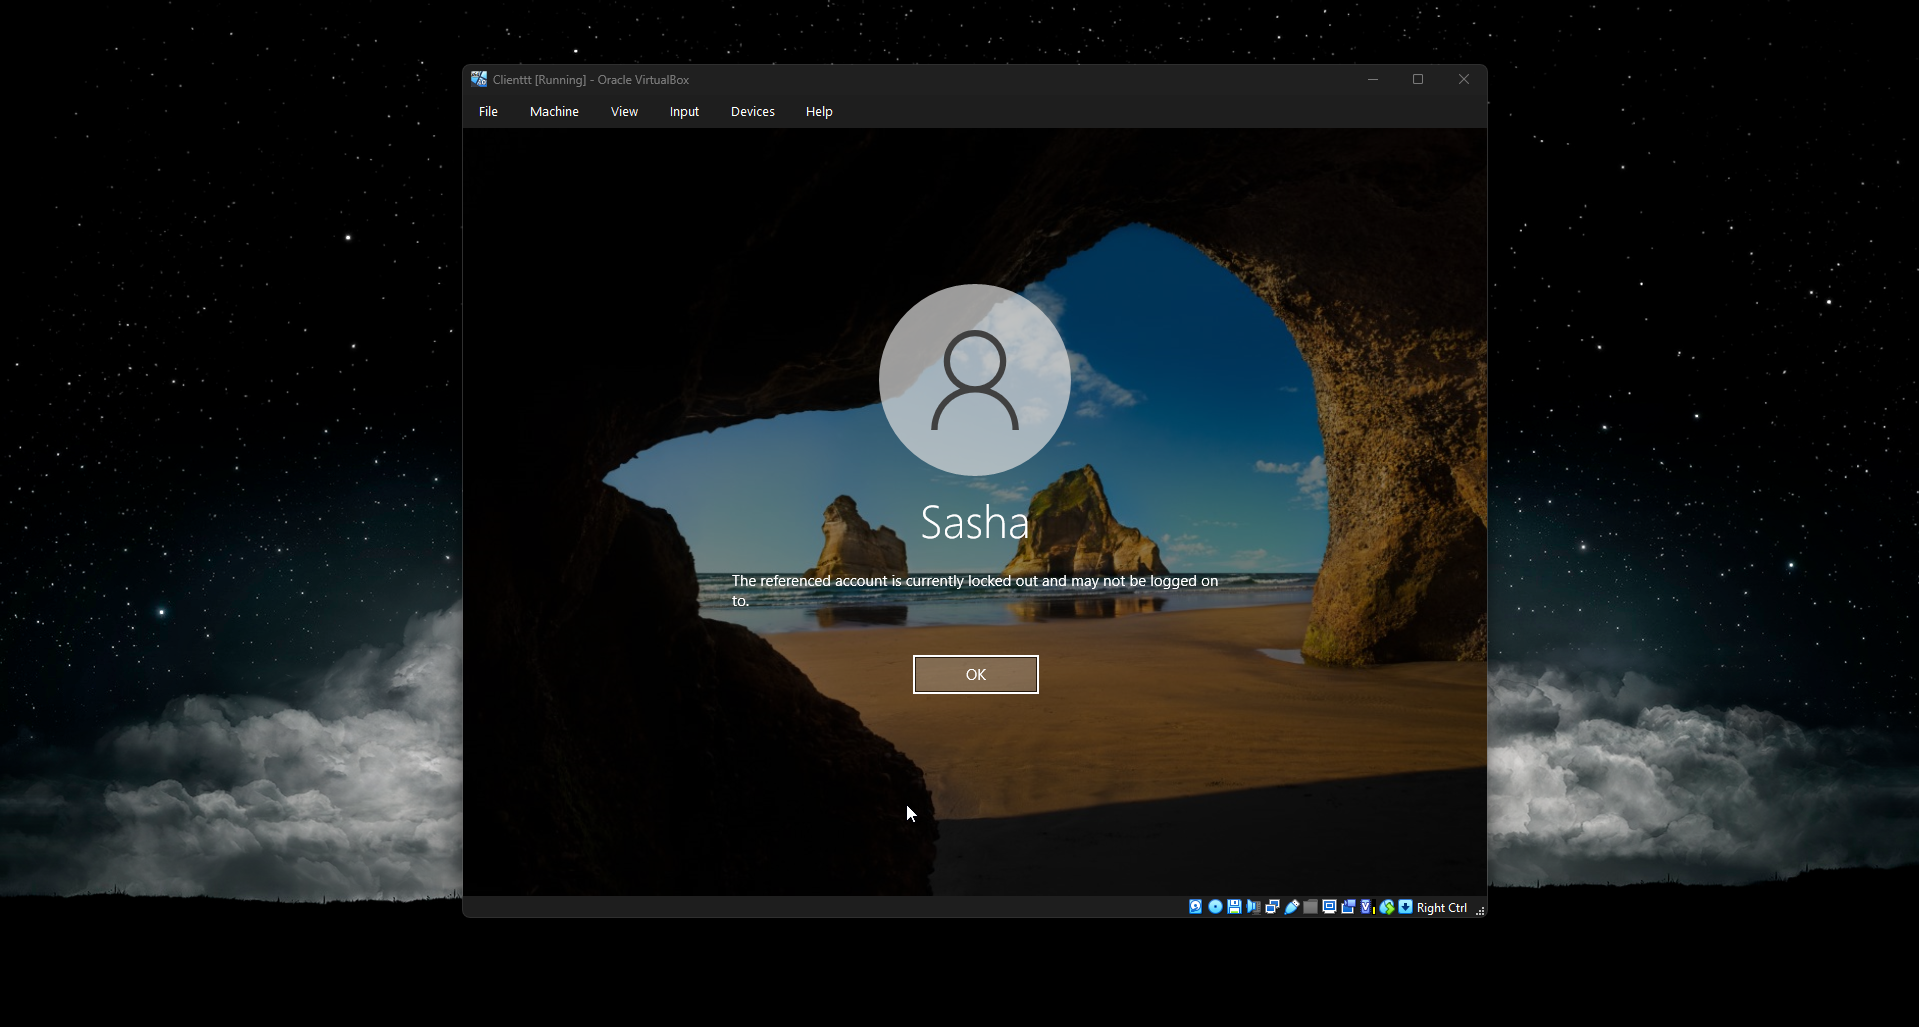 Clienttt [Running] - Oracle VirtualBox
File Machine View Input Devices Help
Sasha
The referenced account is currently locked out and may not be logged on
to.
OK
Right Ctrl